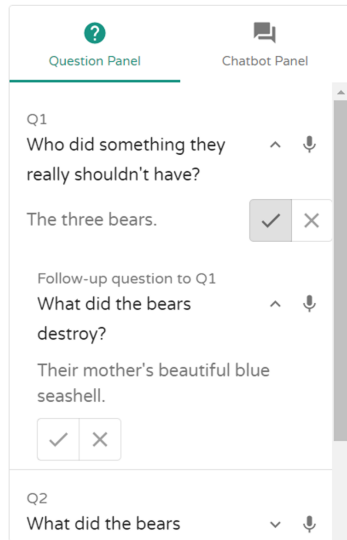 Question Panel
Chatbot Panel
Q1
Who did something they
really shouldn't have?
The three bears.
Follow-up question to Q1
What did the bears
destroy?
Their mother's beautiful blue
seashell.
Q2
What did the bears